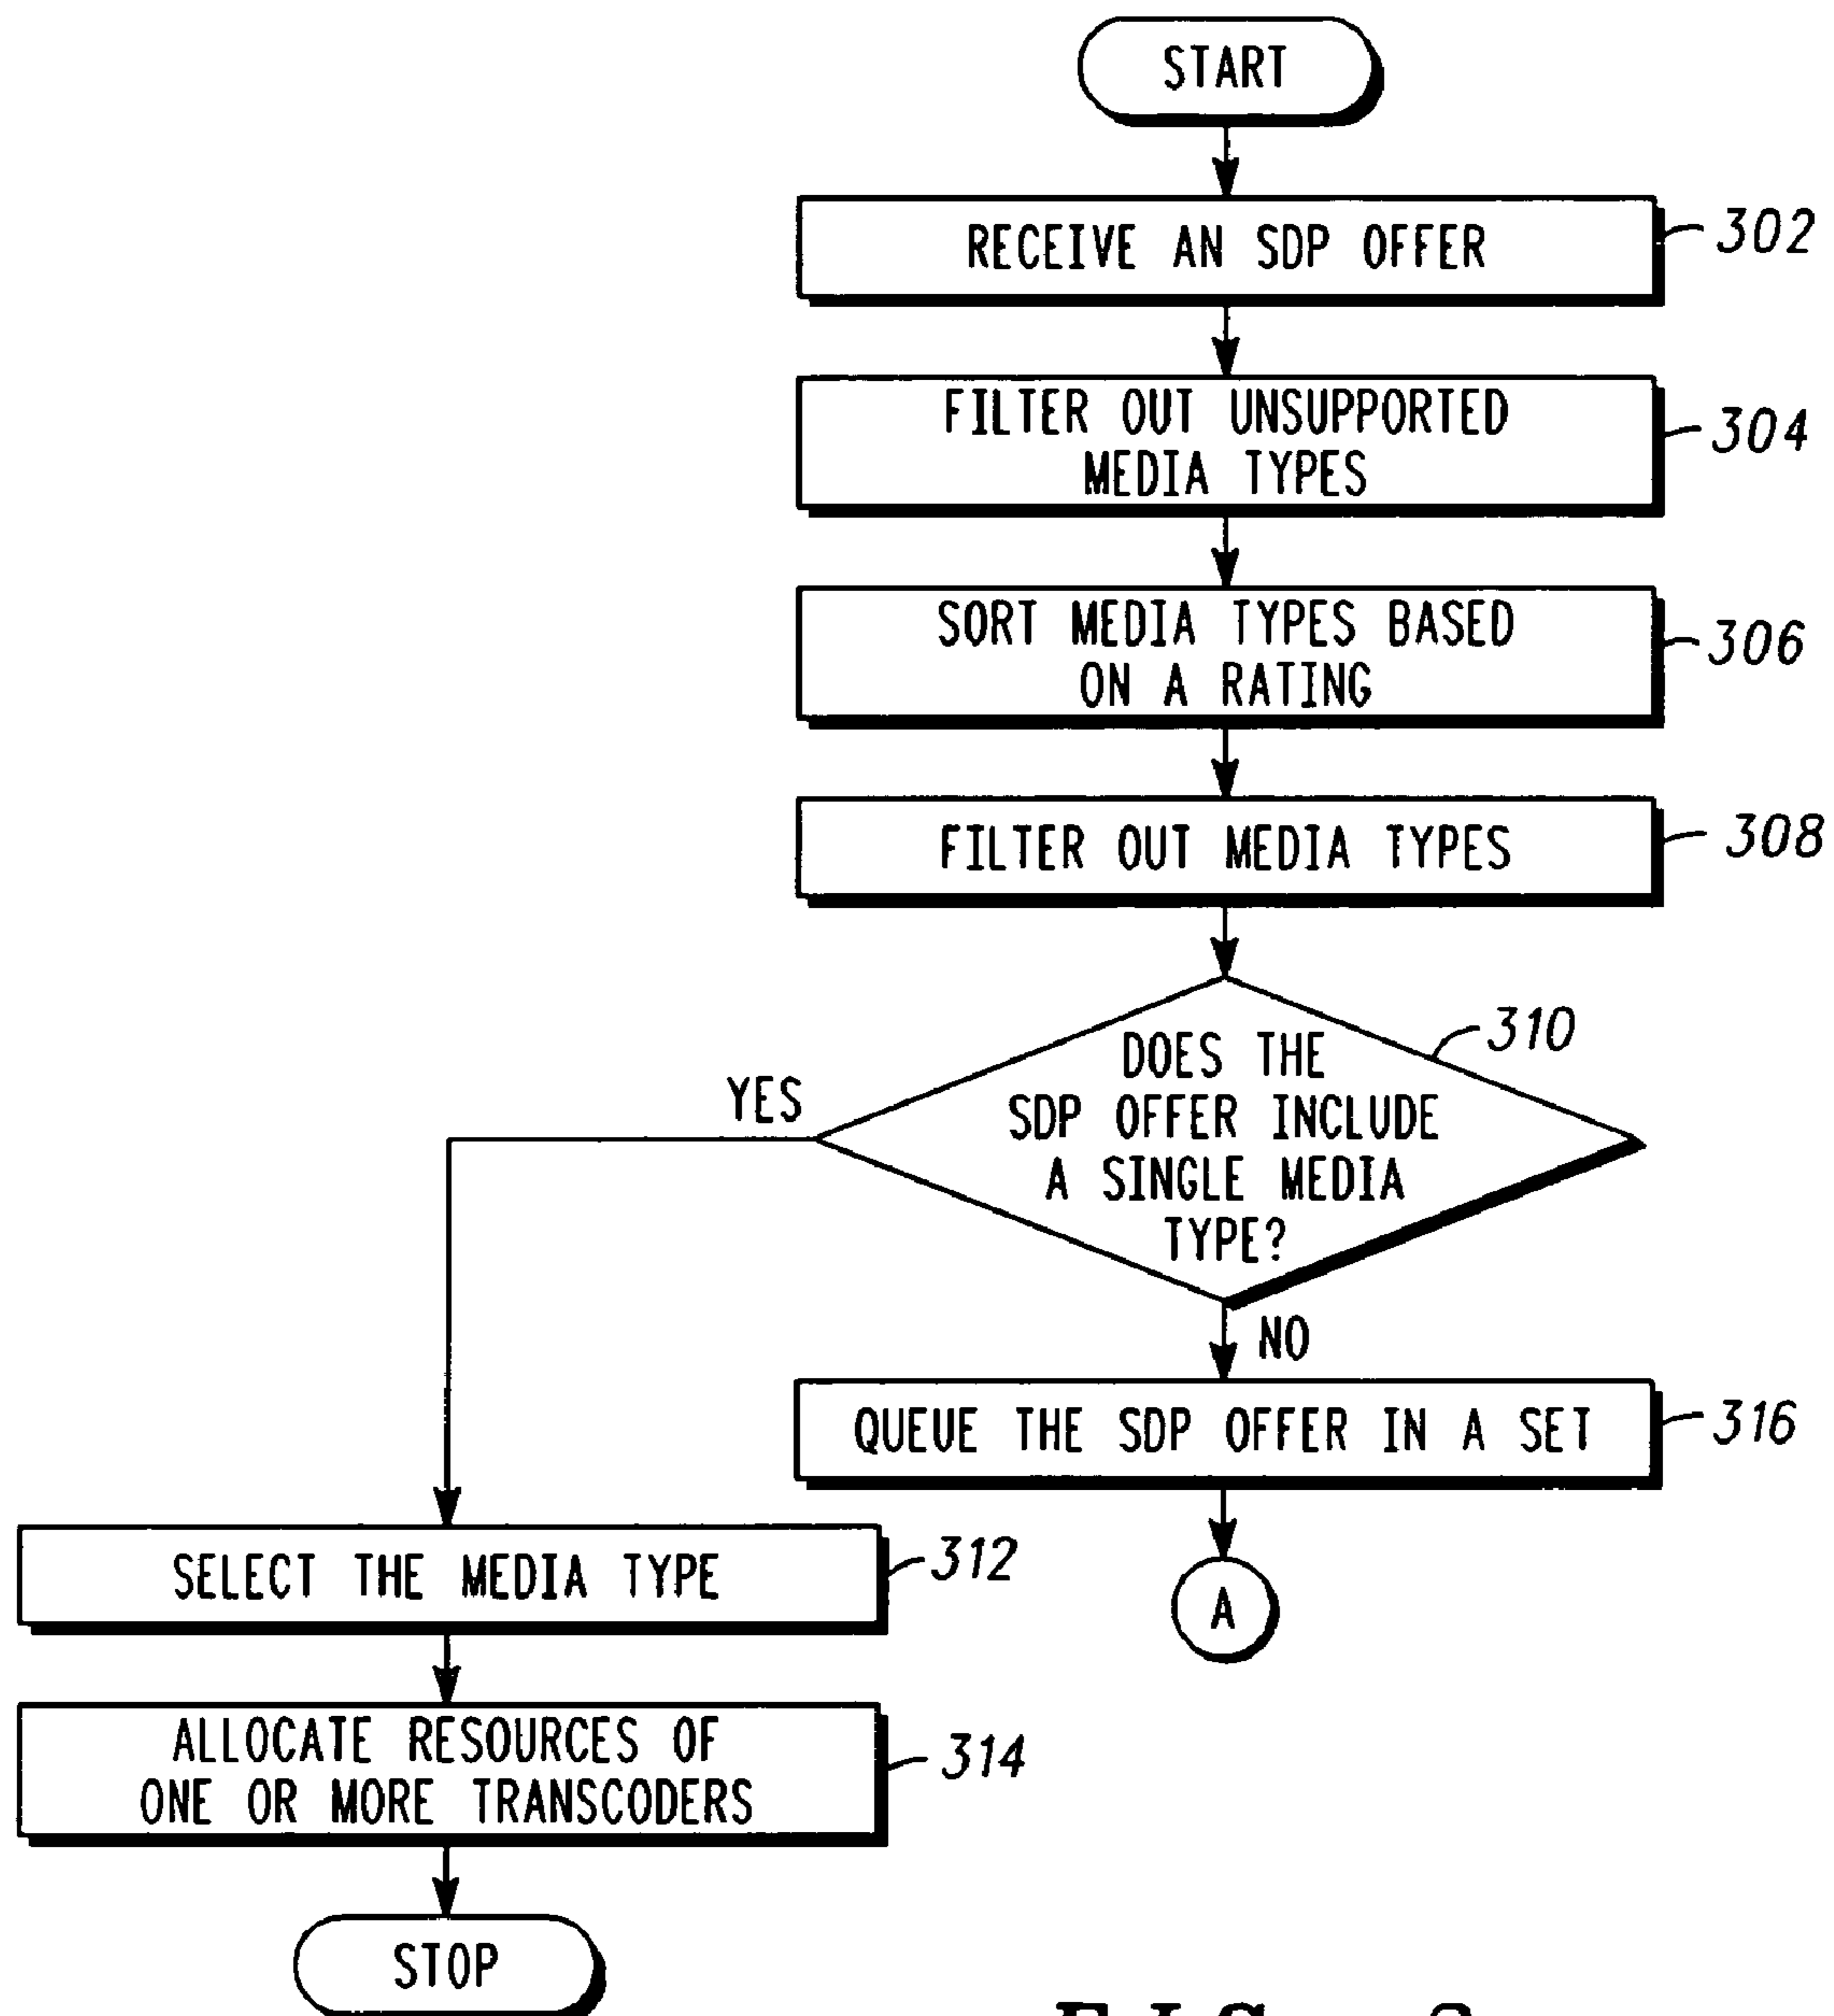 START
RECEIVE AN SDP OFFER
302
FILTER OUT UNSUPPORTED
MEDIA TYPES
304
SORT MEDIA TYPES BASED
ON A RATING
306
FILTER OUT MEDIA TYPES
308
DOES THE
SDP OFFER INCLUDE
A SINGLE MEDIA
TYPE?
310
YES
NO
QUEUE THE SDP OFFER IN A SET
316
A
SELECT THE MEDIA TYPE
312
ALLOCATE RESOURCES OF
ONE OR MORE TRANSCODERS
314
STOP